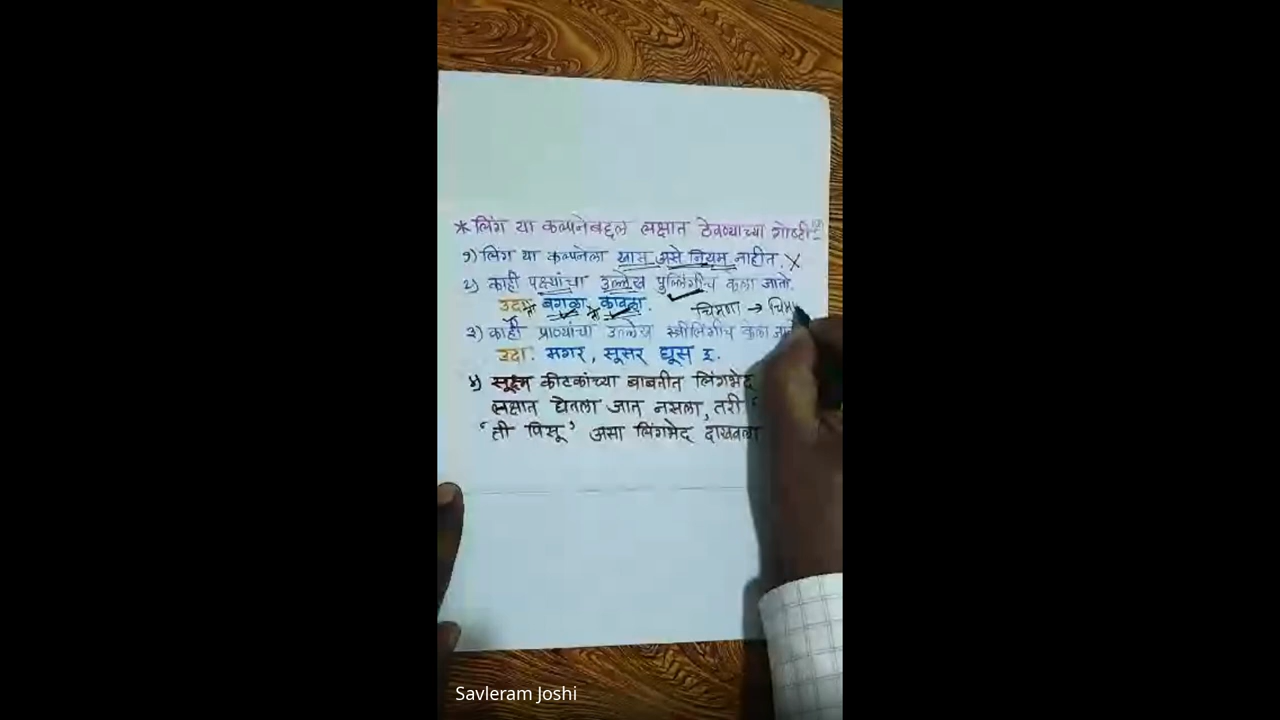 * लिंग या कल्पनेबद्दल लक्षात ठेवण्याच्या गोष्टी :-
१) लिंग या कल्पनेला खास असे नियम नाहीत. X
२) काही पक्ष्यांचा उल्लेख पुल्लिंगीच केला जातो.
उदा: बगळा, कावळा. चिमणा → चिम
३) काही प्राण्यांचा उल्लेख स्त्रीलिंगीच केला जा
उदा: मगर, सूसर घूस इ.
४) सूक्ष्म कीटकांच्या बाबतीत लिंगभेद
लक्षात घेतला जात नसला, तरी '
'ती पिसू' असा लिंगभेद दाखवला
Savleram Joshi